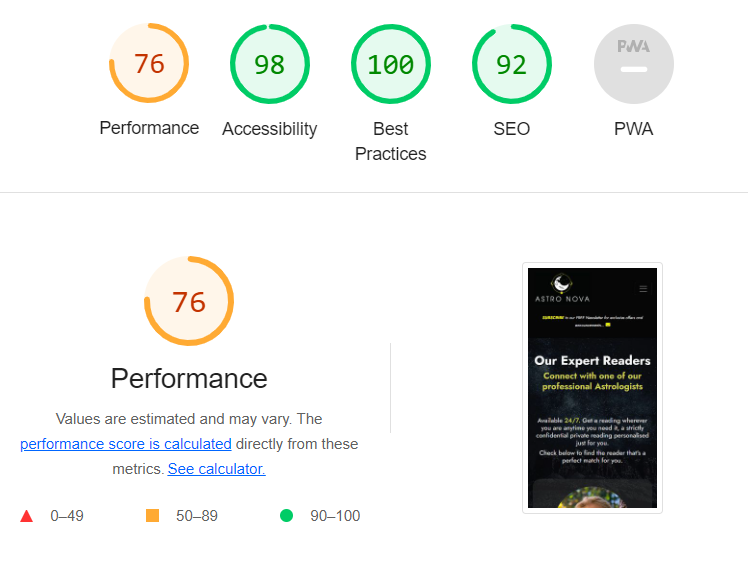 76
98
100
92
PWA
Performance
Accessibility
Best
Practices
SEO
PWA
76
Performance
Values are estimated and may vary. The
performance score is calculated directly from these
metrics. See calculator.
0–49
50–89
90–100
ASTRO NOVA
SUBSCRIBE to our FREE Newsletter for exclusive offers and
Our Expert Readers
Connect with one of our
professional Astrologists
Available 24/7. Get a reading wherever
you are anytime you need it, a strictly
confidential private reading personalised
just for you.
Check below to find the reader that's a
perfect match for you.